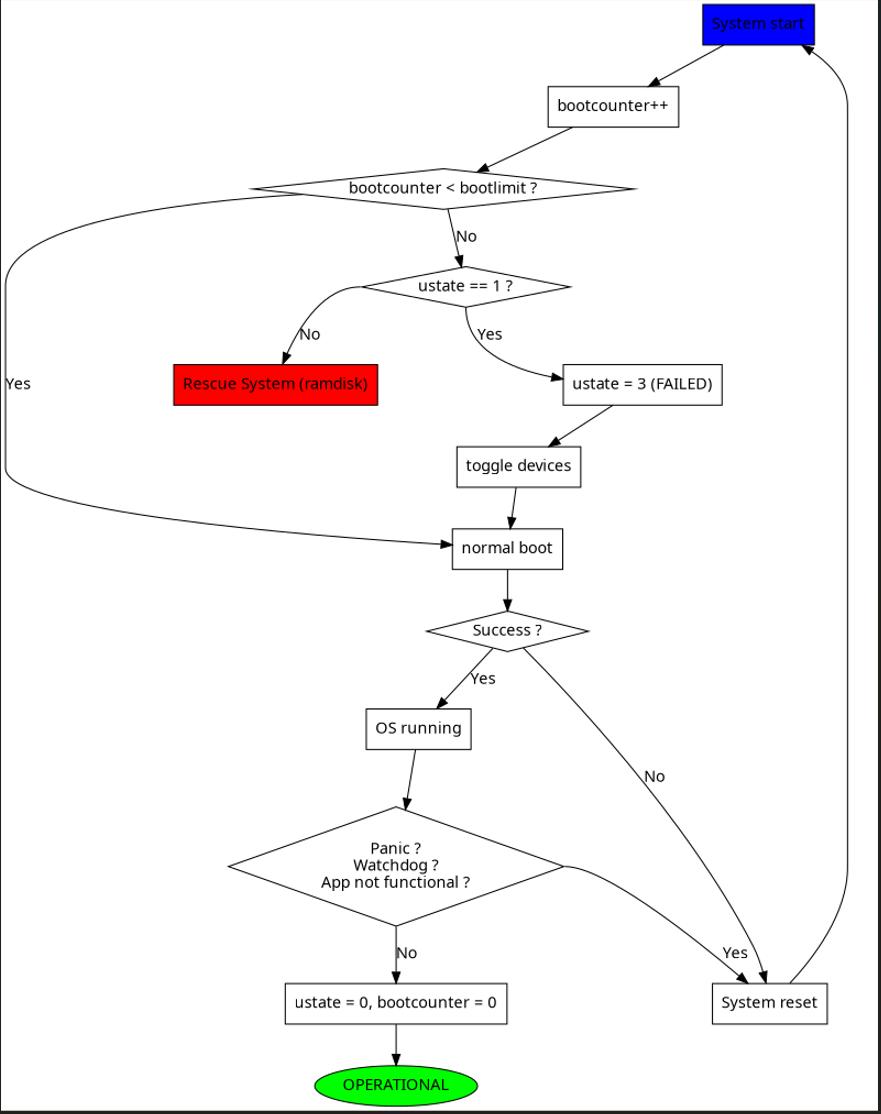 System start
bootcounter++
bootcounter < bootlimit ?
No
ustate == 1 ?
No
Yes
Yes
Rescue System (ramdisk)
ustate = 3 (FAILED)
toggle devices
normal boot
Success ?
Yes
OS running
No
Panic ?
Watchdog ?
App not functional ?
No
Yes
ustate = 0, bootcounter = 0
System reset
OPERATIONAL